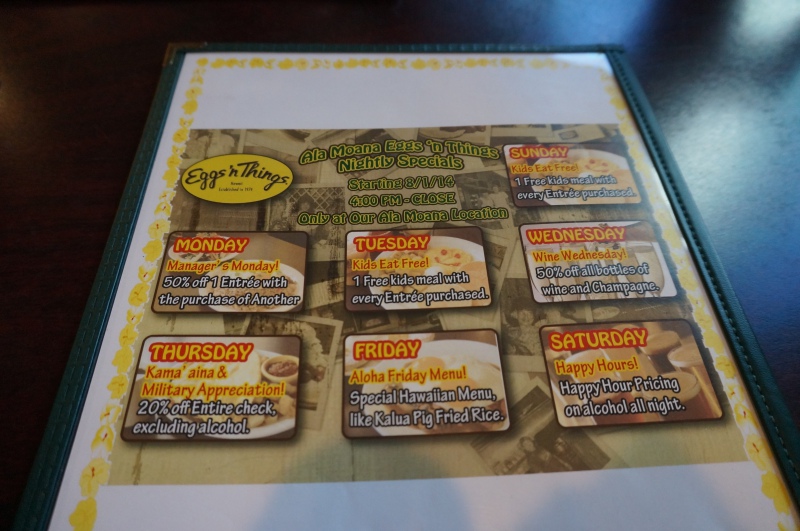 Eggs 'n Things
Hawaii
Established in 1974
Ala Moana Eggs 'n Things
Nightly Specials
Starting 8/1/14
4:00 PM - CLOSE
Only at Our Ala Moana Location
SUNDAY
Kids Eat Free!
1 Free kids meal with
every Entrée purchased.
MONDAY
Manager's Monday!
50% off 1 Entrée with
the purchase of Another
TUESDAY
Kids Eat Free!
1 Free kids meal with
every Entrée purchased.
WEDNESDAY
Wine Wednesday!
50% off all bottles of
wine and Champagne.
THURSDAY
Kama'aina &
Military Appreciation!
20% off Entire check,
excluding alcohol.
FRIDAY
Aloha Friday Menu!
Special Hawaiian Menu,
like Kalua Pig Fried Rice.
SATURDAY
Happy Hours!
Happy Hour Pricing
on alcohol all night.